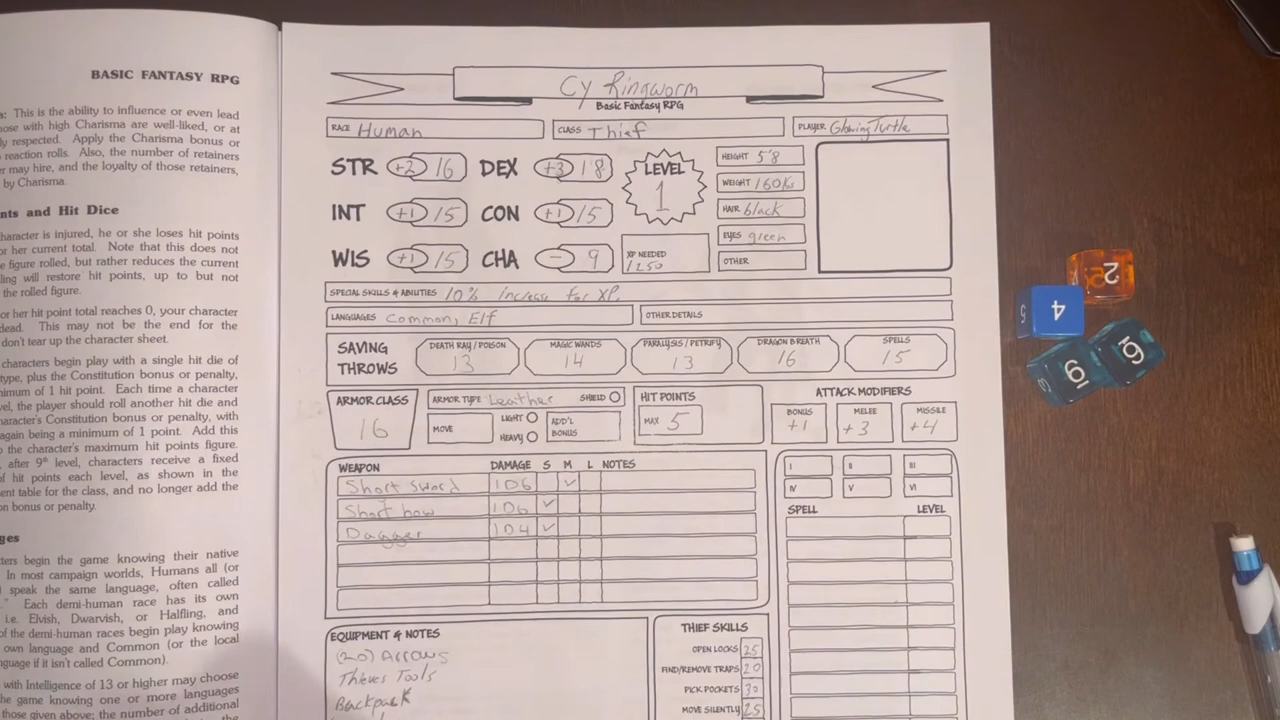 BASIC FANTASY RPG
a: This is the ability to influence or even lead
ose with high Charisma are well-liked, or at
ly respected. Apply the Charisma bonus or
reaction rolls. Also, the number of retainers
er may hire, and the loyalty of those retainers,
by Charisma.
nts and Hit Dice
haracter is injured, he or she loses hit points
or her current total. Note that this does not
e figure rolled, but rather reduces the current
ling will restore hit points, up to but not
the rolled figure.
or her hit point total reaches 0, your character
dead. This may not be the end for the
don't tear up the character sheet.
characters begin play with a single hit die of
type, plus the Constitution bonus or penalty,
nimum of 1 hit point. Each time a character
vel, the player should roll another hit die and
haracter's Constitution bonus or penalty, with
again being a minimum of 1 point. Add this
o the character's maximum hit points figure.
after 9th level, characters receive a fixed
of hit points each level, as shown in the
ent table for the class, and no longer add the
on bonus or penalty.
ges
ters begin the game knowing their native
In most campaign worlds, Humans all (or
speak the same language, often called
Each demi-human race has its own
i.e. Elvish, Dwarvish, or Halfling, and
of the demi-human races begin play knowing
own language and Common (or the local
nguage if it isn't called Common).
with Intelligence of 13 or higher may choose
the game knowing one or more languages
those given above; the number of additional
Cy Ringworm
Basic Fantasy RPG
RACE Human CLASS Thief PLAYER GlowingTurtle
STR +2 16 DEX +3 18 LEVEL 1
INT +1 15 CON +1 15
WIS +1 15 CHA - 9 XP NEEDED 1250
HEIGHT 5'8
WEIGHT 160lbs
HAIR black
EYES green
OTHER
SPECIAL SKILLS & ABILITIES 10% Increase for XP.
LANGUAGES Common, Elf OTHER DETAILS
SAVING THROWS
DEATH RAY / POISON MAGIC WANDS PARALYSIS / PETRIFY DRAGON BREATH SPELLS
13 14 13 16 15
ARMOR CLASS 16
ARMOR TYPE Leather SHIELD
MOVE LIGHT HEAVY ADD'L BONUS
HIT POINTS
MAX 5
ATTACK MODIFIERS
BONUS MELEE MISSILE
+1 +3 +4
WEAPON DAMAGE S M L NOTES
Short Sword 1D6 ✓
Short bow 1D6 ✓
Dagger 1D4 ✓
I II III
IV V VI
SPELL LEVEL
EQUIPMENT & NOTES
(20) Arrows
Thieves Tools
Backpack
THIEF SKILLS
OPEN LOCKS 25
FIND/REMOVE TRAPS 20
PICK POCKETS 30
MOVE SILENTLY 25
2
4
5
6
6